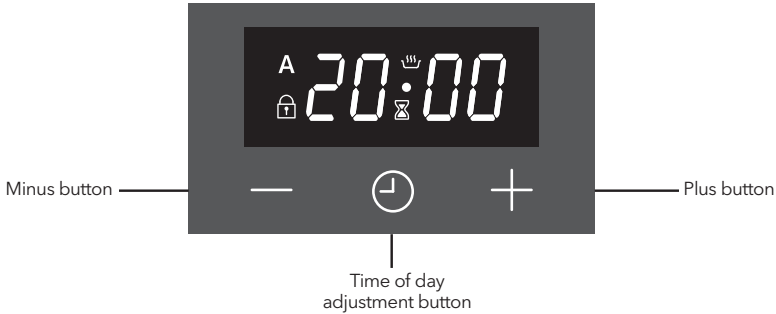 A 20:00
Minus button
Plus button
Time of day
adjustment button